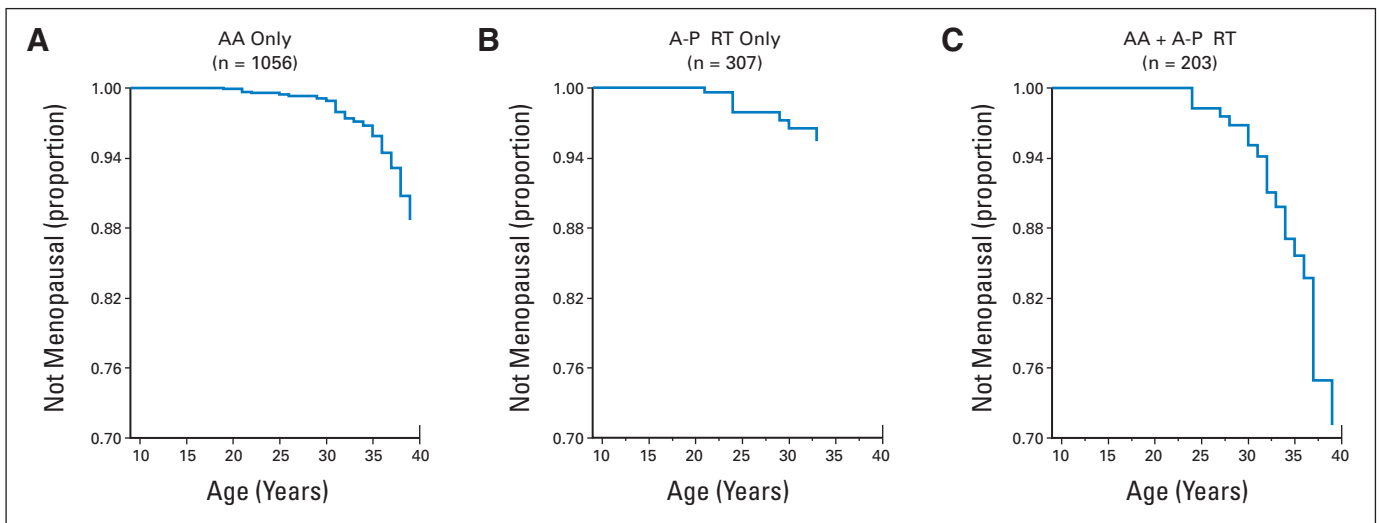 A
AA Only
(n = 1056)
Not Menopausal (proportion)
1.00
0.94
0.88
0.82
0.76
0.70
10 15 20 25 30 35 40
Age (Years)
B
A-P RT Only
(n = 307)
Not Menopausal (proportion)
1.00
0.94
0.88
0.82
0.76
0.70
10 15 20 25 30 35 40
Age (Years)
C
AA + A-P RT
(n = 203)
Not Menopausal (proportion)
1.00
0.94
0.88
0.82
0.76
0.70
10 15 20 25 30 35 40
Age (Years)